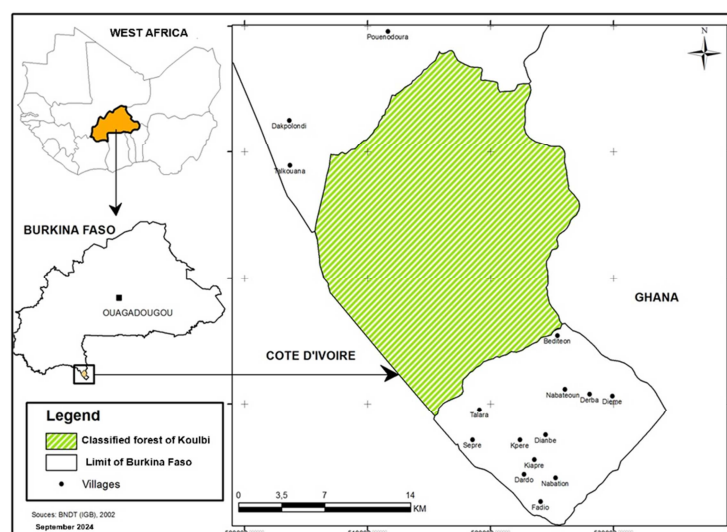 WEST AFRICA
BURKINA FASO
OUAGADOUGOU
Legend
Classified forest of Koulbi
Limit of Burkina Faso
Villages
Souces: BNDT (IGB), 2002
September 2024
Pouenodoura
N
Dakpolondi
Talkouana
GHANA
COTE D'IVOIRE
Bediteon
Nabateoun
Derba
Dieme
Talara
Sepre
Kpere
Dianbe
Kiapre
Dardo
Nabation
Fadio
0 3,5 7 14
KM